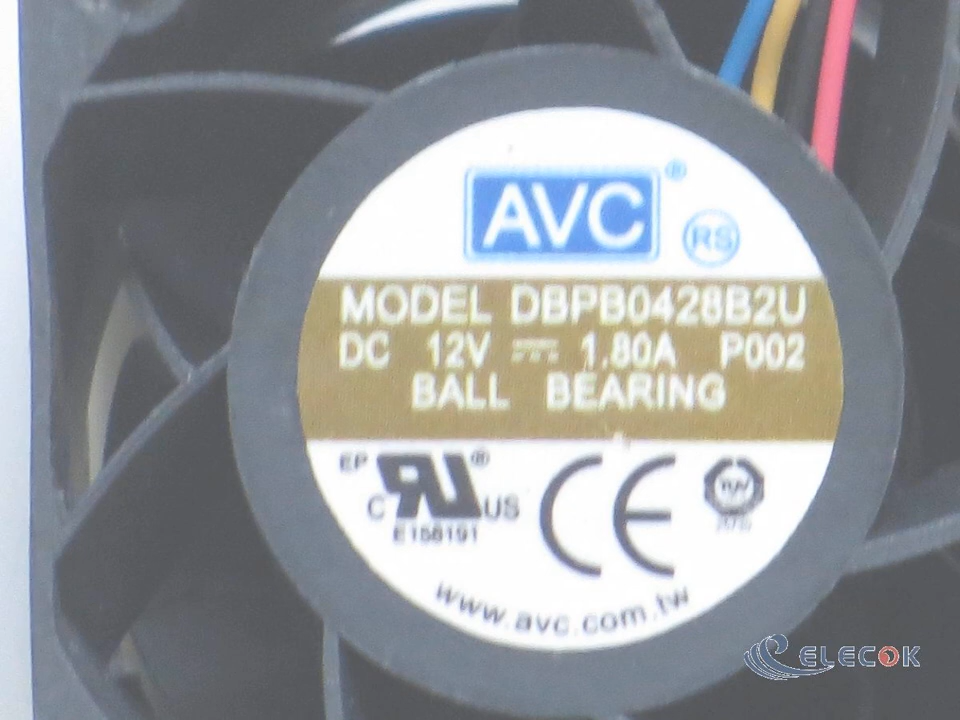 AVC®
RS
MODEL DBPB0428B2U
DC 12V 1.80A P002
BALL BEARING
EP
C US ®
E158191
CE
TUV
www.avc.com.tw
ELECOK